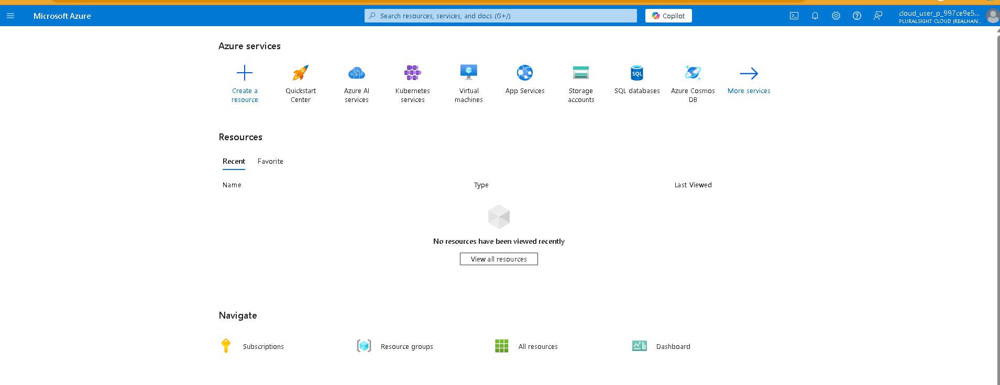 Microsoft Azure
Search resources, services, and docs (G+/)
Copilot
cloud_user_p_997ce9e5...
PLURALSIGHT CLOUD (REALHAN...
Azure services
Create a
resource
Quickstart
Center
Azure AI
services
Kubernetes
services
Virtual
machines
App Services
Storage
accounts
SQL
SQL databases
Azure Cosmos
DB
More services
Resources
Recent
Favorite
Name
Type
Last Viewed
No resources have been viewed recently
View all resources
Navigate
Subscriptions
Resource groups
All resources
Dashboard